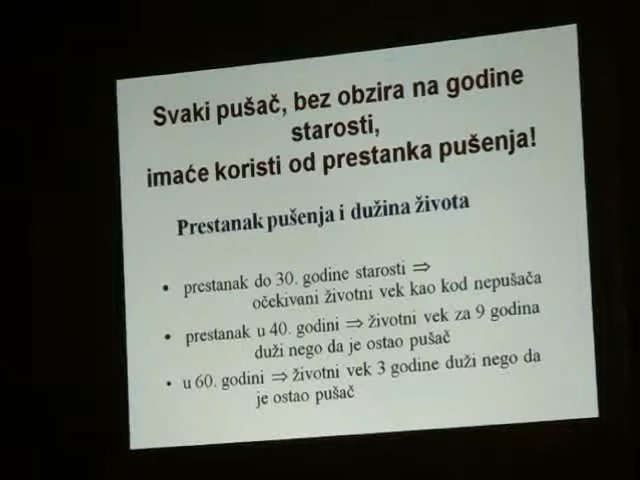 Svaki pušač, bez obzira na godine
starosti,
imaće koristi od prestanka pušenja!
Prestanak pušenja i dužina života
• prestanak do 30. godine starosti ⇒
očekivani životni vek kao kod nepušača
• prestanak u 40. godini ⇒ životni vek za 9 godina
duži nego da je ostao pušač
• u 60. godini ⇒ životni vek 3 godine duži nego da
je ostao pušač